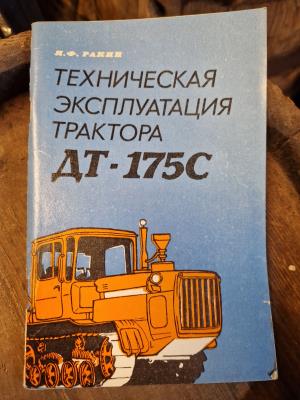 Я.Ф. РАКИН
ТЕХНИЧЕСКАЯ
ЭКСПЛУАТАЦИЯ
ТРАКТОРА
ДТ-175С